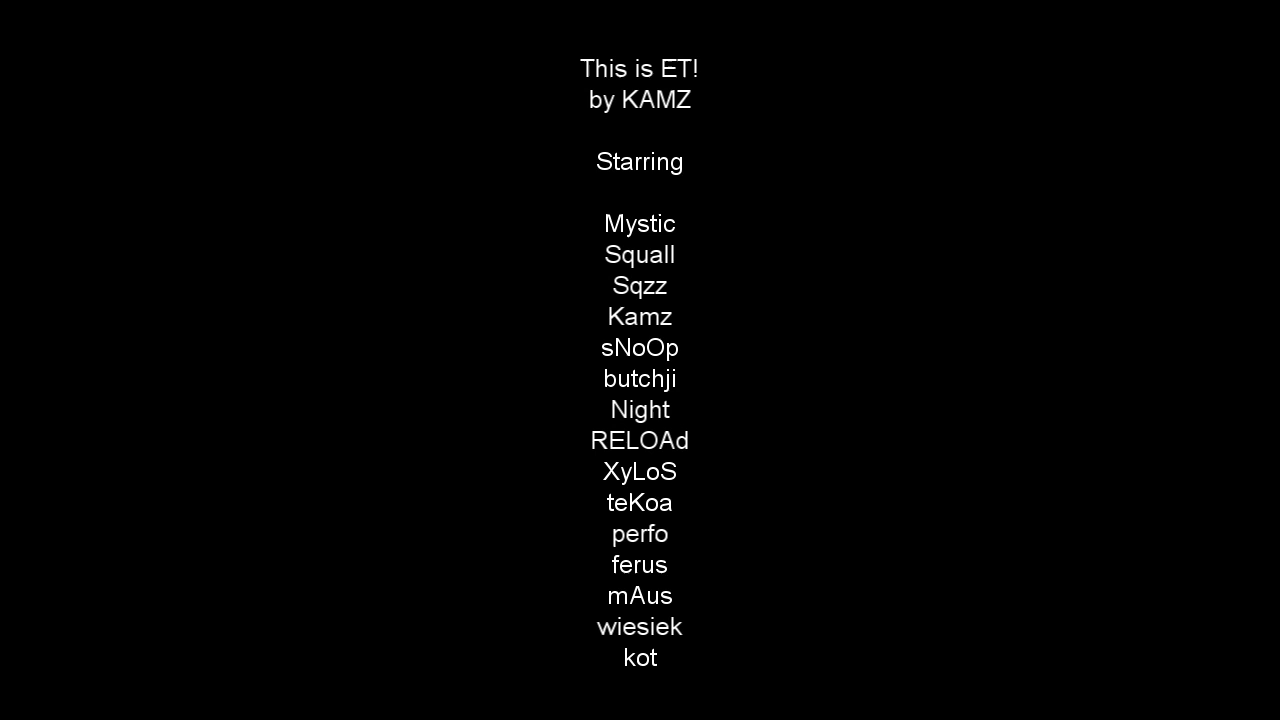 This is ET!
by KAMZ
Starring
Mystic
Squall
Sqzz
Kamz
sNoOp
butchji
Night
RELOAd
XyLoS
teKoa
perfo
ferus
mAus
wiesiek
kot